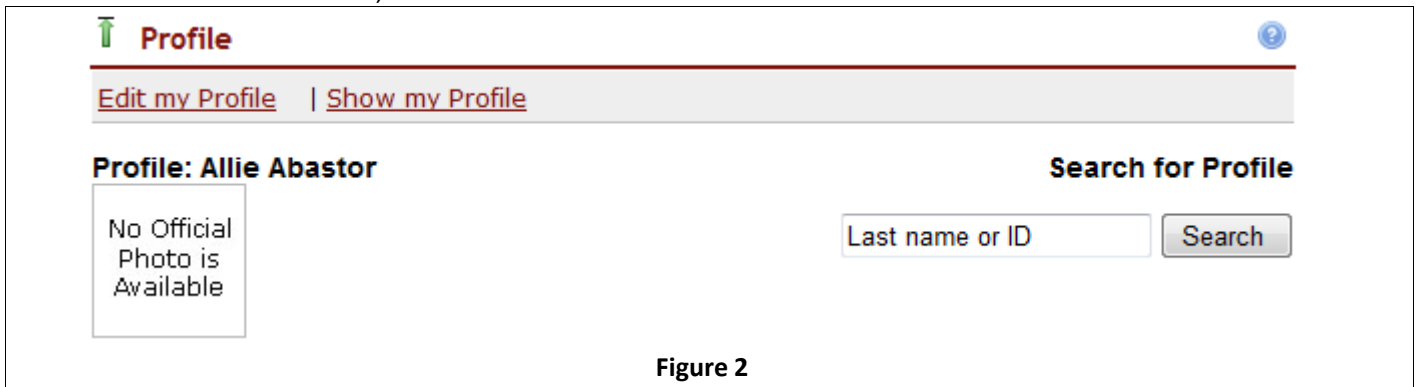 Profile
Edit my Profile | Show my Profile
Profile: Allie Abastor
Search for Profile
No Official
Photo is
Available
Last name or ID
Search
Figure 2